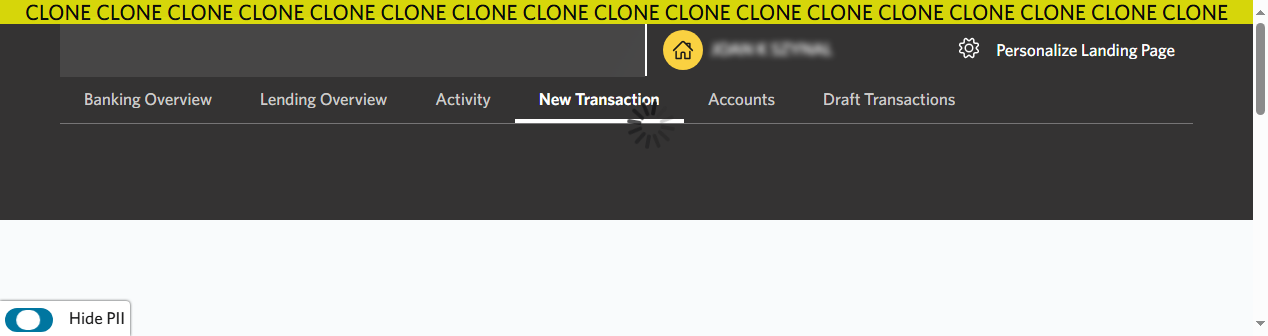 CLONE CLONE CLONE CLONE CLONE CLONE CLONE CLONE CLONE CLONE CLONE CLONE CLONE CLONE CLONE CLONE CLONE
Personalize Landing Page
Banking Overview Lending Overview Activity New Transaction Accounts Draft Transactions
Hide PII